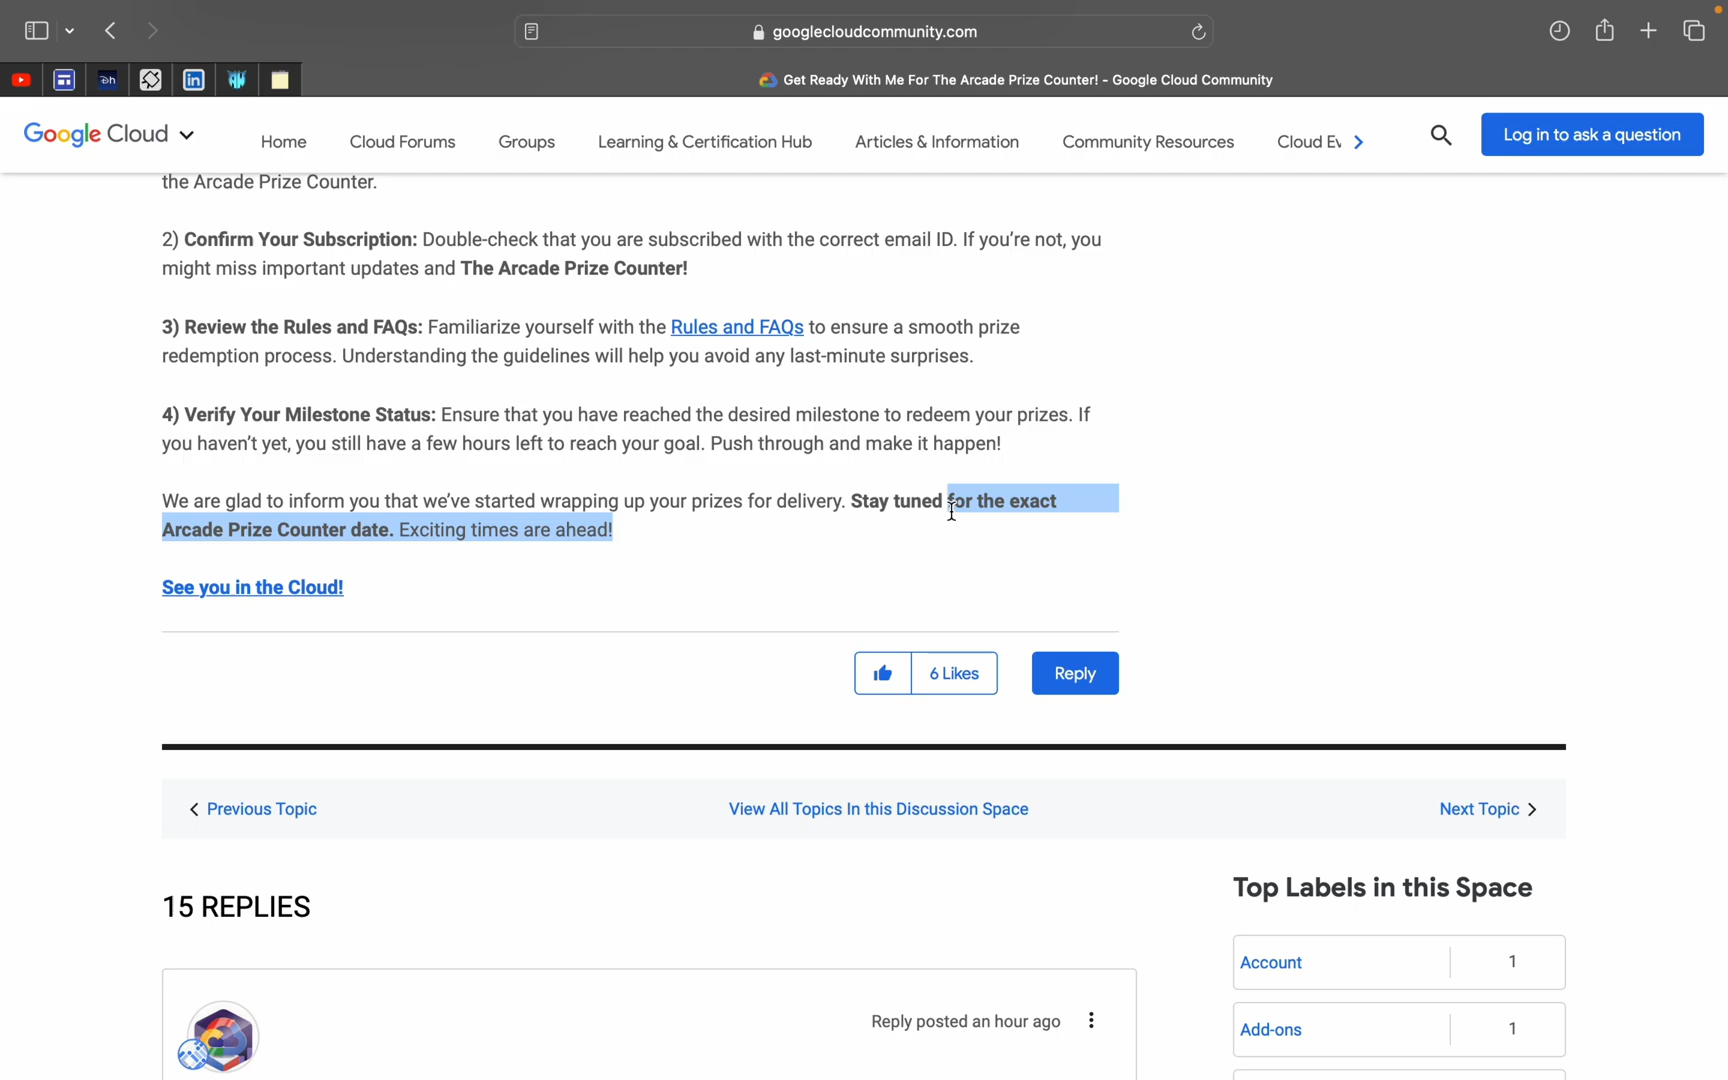 googlecloudcommunity.com
Get Ready With Me For The Arcade Prize Counter! - Google Cloud Community
Google Cloud
Home
Cloud Forums
Groups
Learning & Certification Hub
Articles & Information
Community Resources
Cloud Ev
Log in to ask a question
the Arcade Prize Counter.
2) Confirm Your Subscription: Double-check that you are subscribed with the correct email ID. If you’re not, you
might miss important updates and The Arcade Prize Counter!
3) Review the Rules and FAQs: Familiarize yourself with the Rules and FAQs to ensure a smooth prize
redemption process. Understanding the guidelines will help you avoid any last-minute surprises.
4) Verify Your Milestone Status: Ensure that you have reached the desired milestone to redeem your prizes. If
you haven’t yet, you still have a few hours left to reach your goal. Push through and make it happen!
We are glad to inform you that we’ve started wrapping up your prizes for delivery. Stay tuned for the exact
Arcade Prize Counter date. Exciting times are ahead!
See you in the Cloud!
6 Likes
Reply
Previous Topic
View All Topics In this Discussion Space
Next Topic
15 REPLIES
Top Labels in this Space
Account
1
Reply posted an hour ago
Add-ons
1